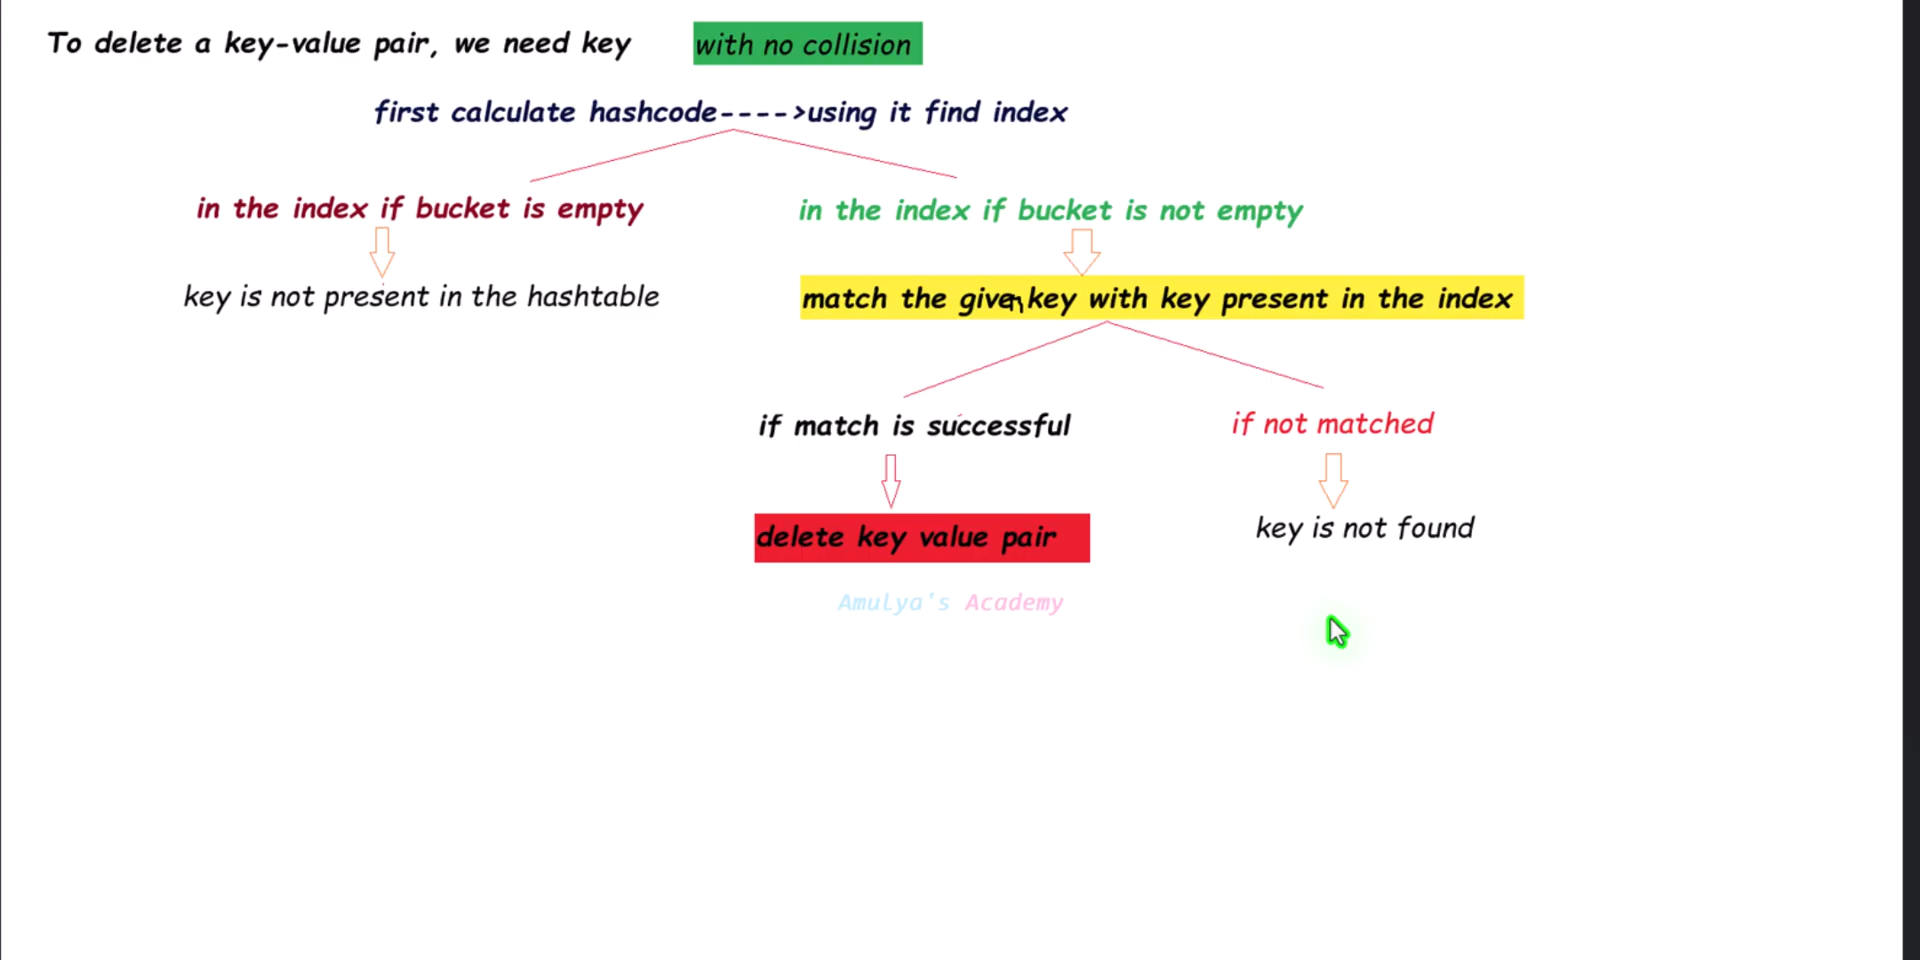 To delete a key-value pair, we need key with no collision
first calculate hashcode---->using it find index
in the index if bucket is empty
in the index if bucket is not empty
key is not present in the hashtable
match the given key with key present in the index
if match is successful
if not matched
delete key value pair
key is not found
Amulya's Academy